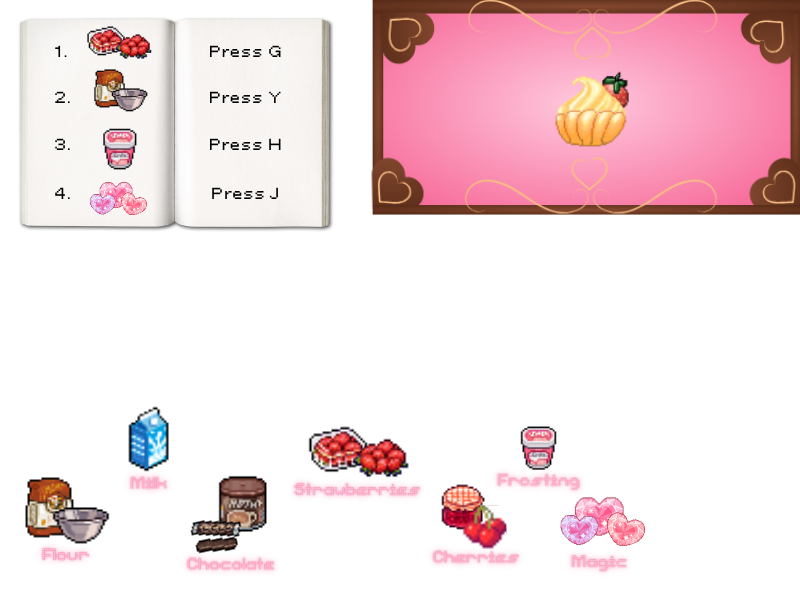 1. Press G
2. Press Y
3. Press H
4. Press J
Milk
Strawberries
Frosting
Flour
Chocolate
Cherries
Magic